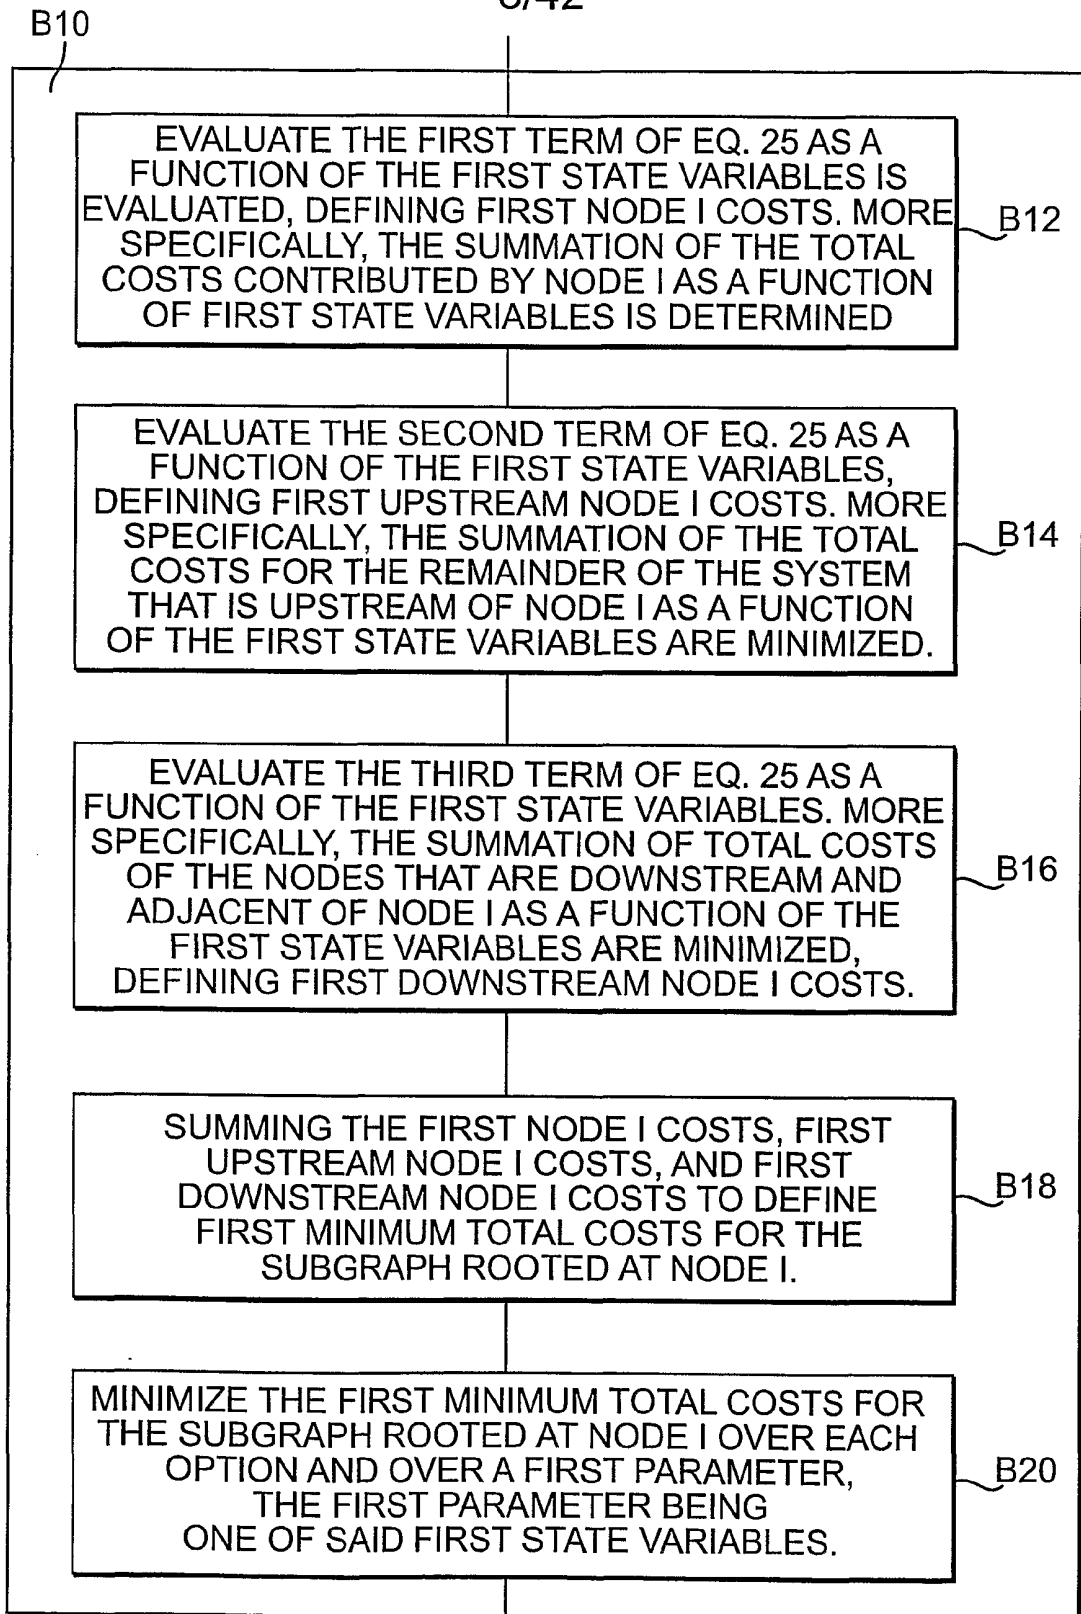 B10
EVALUATE THE FIRST TERM OF EQ. 25 AS A
FUNCTION OF THE FIRST STATE VARIABLES IS
EVALUATED, DEFINING FIRST NODE I COSTS. MORE
SPECIFICALLY, THE SUMMATION OF THE TOTAL
COSTS CONTRIBUTED BY NODE I AS A FUNCTION
OF FIRST STATE VARIABLES IS DETERMINED
B12
EVALUATE THE SECOND TERM OF EQ. 25 AS A
FUNCTION OF THE FIRST STATE VARIABLES,
DEFINING FIRST UPSTREAM NODE I COSTS. MORE
SPECIFICALLY, THE SUMMATION OF THE TOTAL
COSTS FOR THE REMAINDER OF THE SYSTEM
THAT IS UPSTREAM OF NODE I AS A FUNCTION
OF THE FIRST STATE VARIABLES ARE MINIMIZED.
B14
EVALUATE THE THIRD TERM OF EQ. 25 AS A
FUNCTION OF THE FIRST STATE VARIABLES. MORE
SPECIFICALLY, THE SUMMATION OF TOTAL COSTS
OF THE NODES THAT ARE DOWNSTREAM AND
ADJACENT OF NODE I AS A FUNCTION OF THE
FIRST STATE VARIABLES ARE MINIMIZED,
DEFINING FIRST DOWNSTREAM NODE I COSTS.
B16
SUMMING THE FIRST NODE I COSTS, FIRST
UPSTREAM NODE I COSTS, AND FIRST
DOWNSTREAM NODE I COSTS TO DEFINE
FIRST MINIMUM TOTAL COSTS FOR THE
SUBGRAPH ROOTED AT NODE I.
B18
MINIMIZE THE FIRST MINIMUM TOTAL COSTS FOR
THE SUBGRAPH ROOTED AT NODE I OVER EACH
OPTION AND OVER A FIRST PARAMETER,
THE FIRST PARAMETER BEING
ONE OF SAID FIRST STATE VARIABLES.
B20